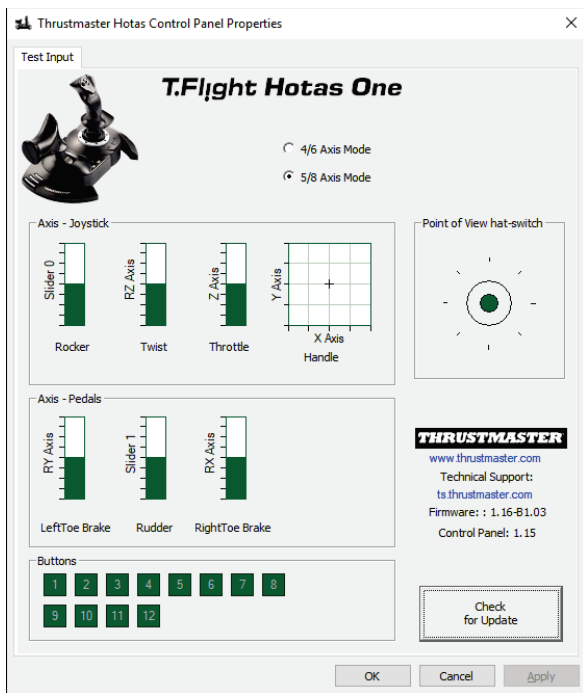 Thrustmaster Hotas Control Panel Properties
Test Input
T.Flight Hotas One
4/6 Axis Mode
5/8 Axis Mode
Axis - Joystick
Slider 0
RZ Axis
Z Axis
Y Axis
X Axis
Rocker
Twist
Throttle
Handle
Point of View hat-switch
Axis - Pedals
RY Axis
Slider 1
RX Axis
LeftToe Brake
Rudder
RightToe Brake
THRUSTMASTER
www.thrustmaster.com
Technical Support:
ts.thrustmaster.com
Firmware: : 1.16-B1.03
Control Panel: 1.15
Buttons
1 2 3 4 5 6 7 8
9 10 11 12
Check
for Update
OK
Cancel
Apply